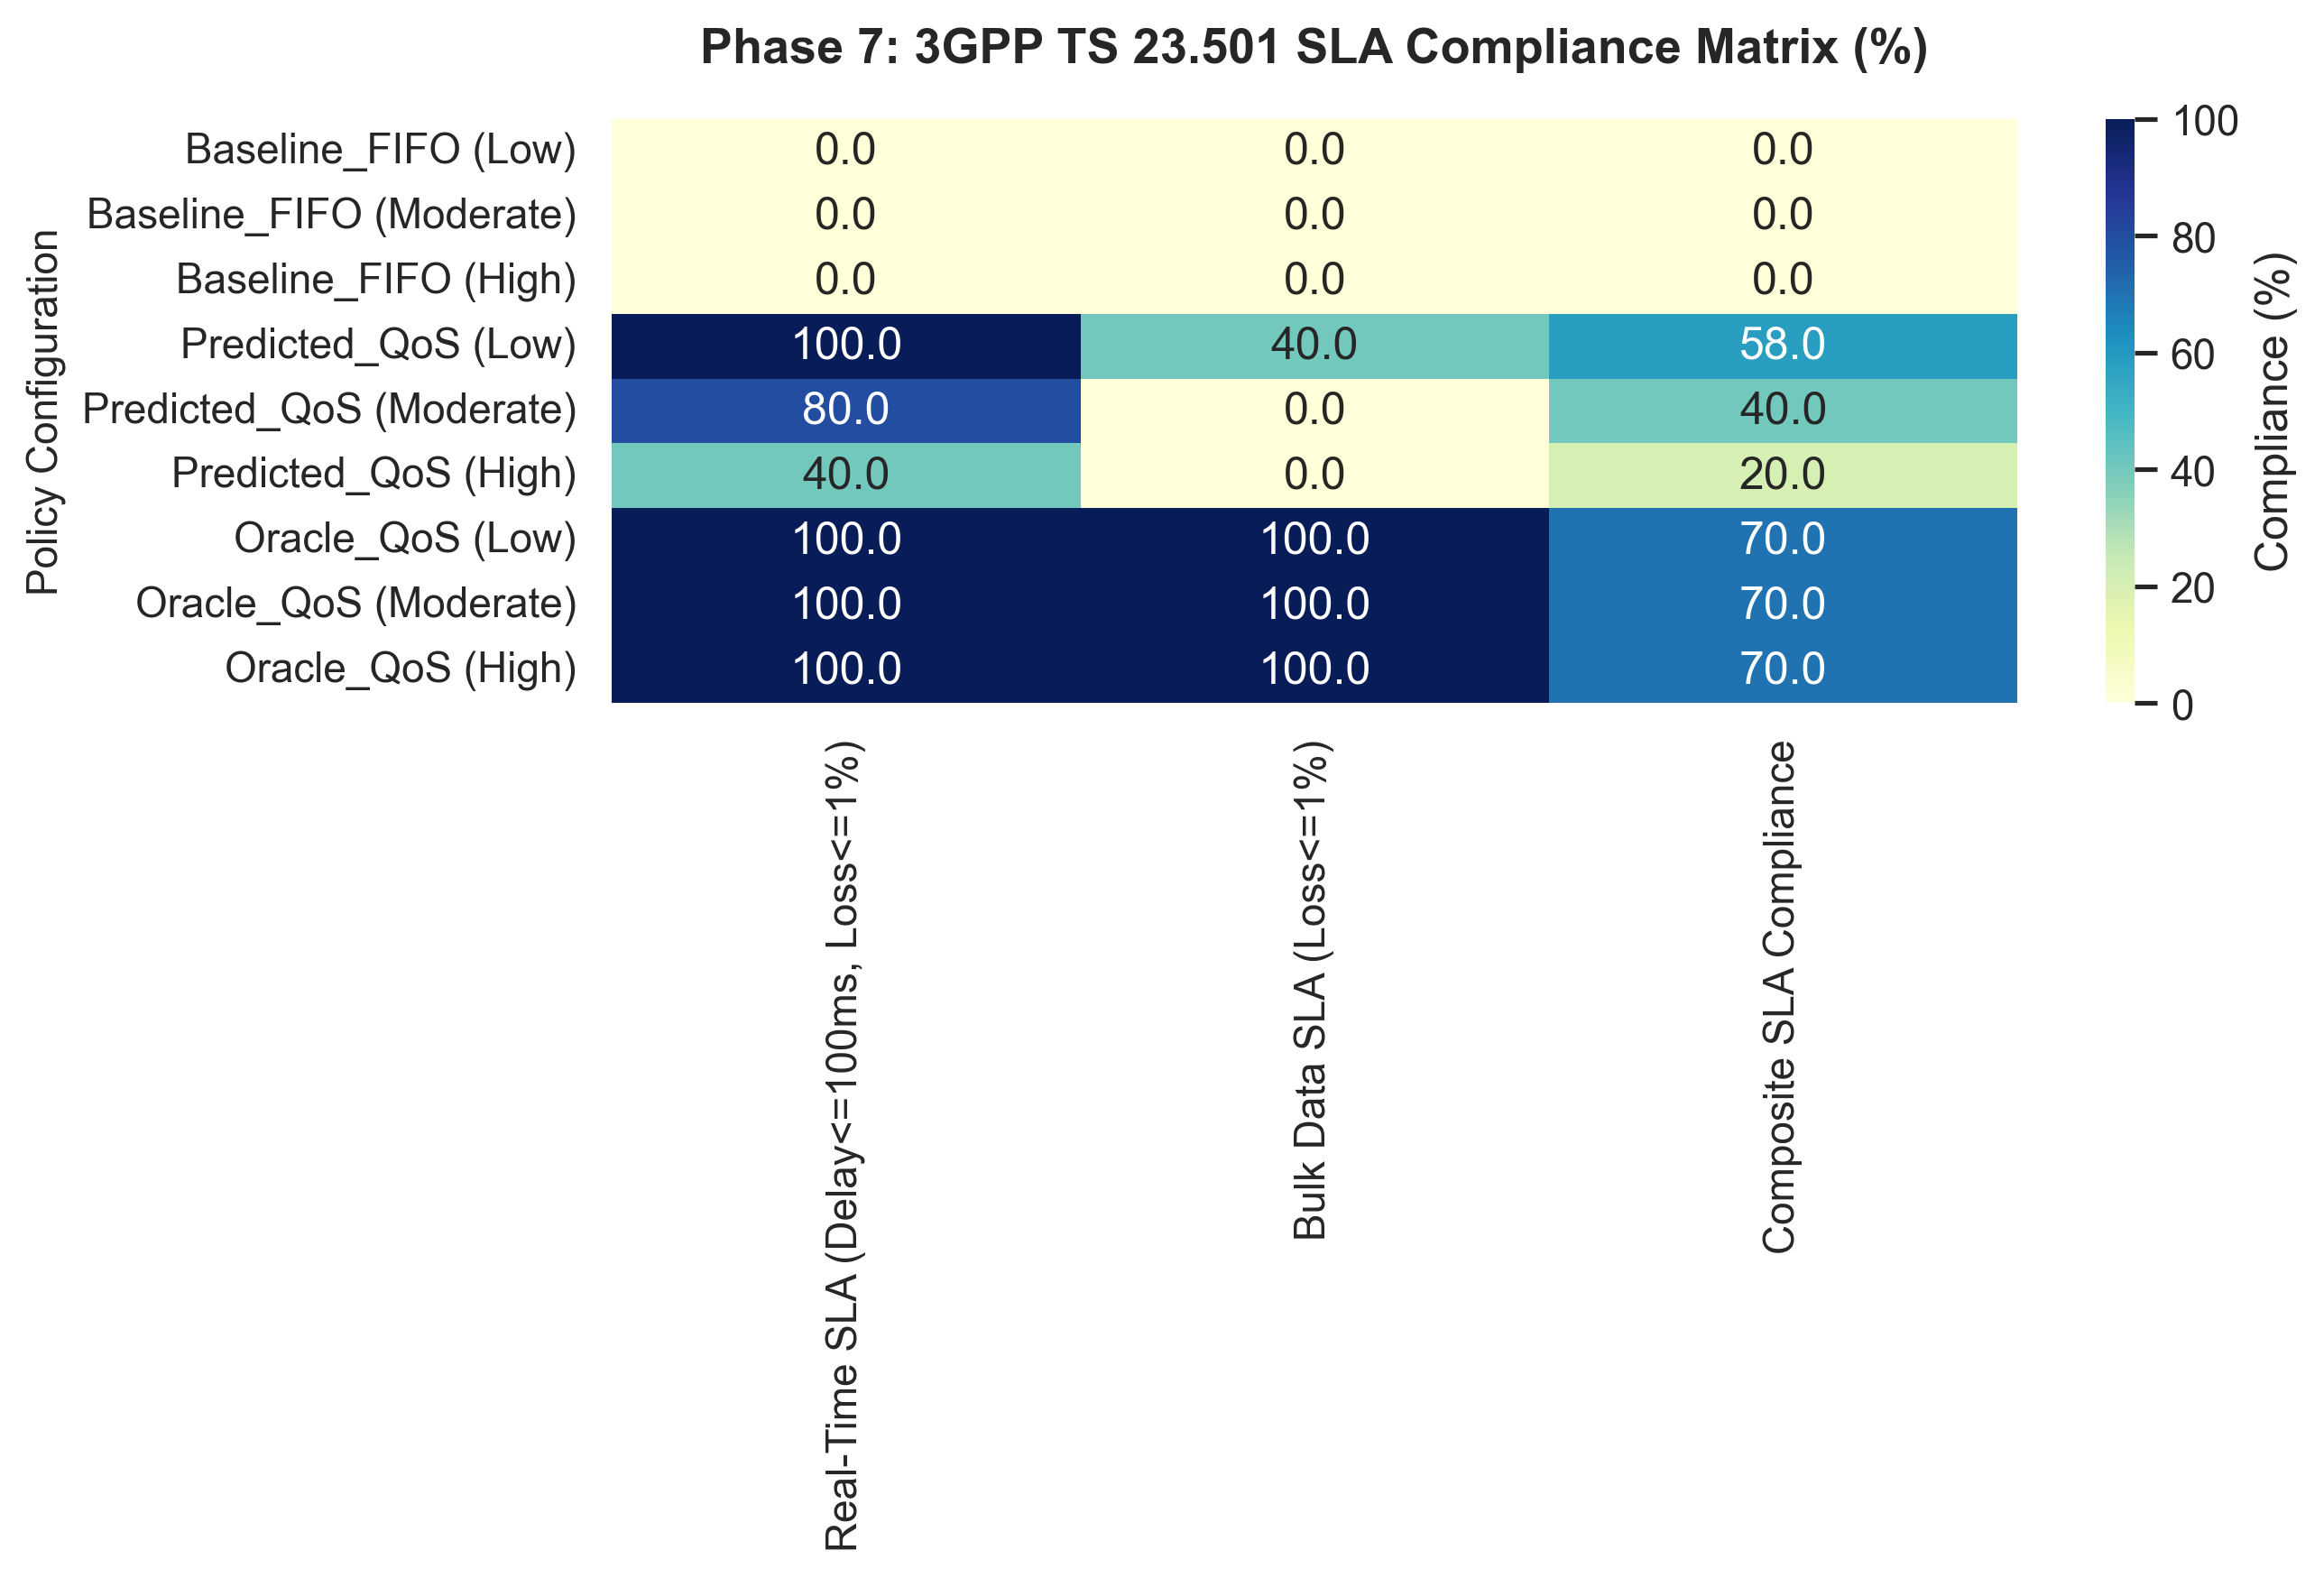 Phase 7: 3GPP TS 23.501 SLA Compliance Matrix (%)
Policy Configuration
Baseline_FIFO (Low) 0.0 0.0 0.0
Baseline_FIFO (Moderate) 0.0 0.0 0.0
Baseline_FIFO (High) 0.0 0.0 0.0
Predicted_QoS (Low) 100.0 40.0 58.0
Predicted_QoS (Moderate) 80.0 0.0 40.0
Predicted_QoS (High) 40.0 0.0 20.0
Oracle_QoS (Low) 100.0 100.0 70.0
Oracle_QoS (Moderate) 100.0 100.0 70.0
Oracle_QoS (High) 100.0 100.0 70.0
Real-Time SLA (Delay<=100ms, Loss<=1%)
Bulk Data SLA (Loss<=1%)
Composite SLA Compliance
100
80
60
40
20
0
Compliance (%)